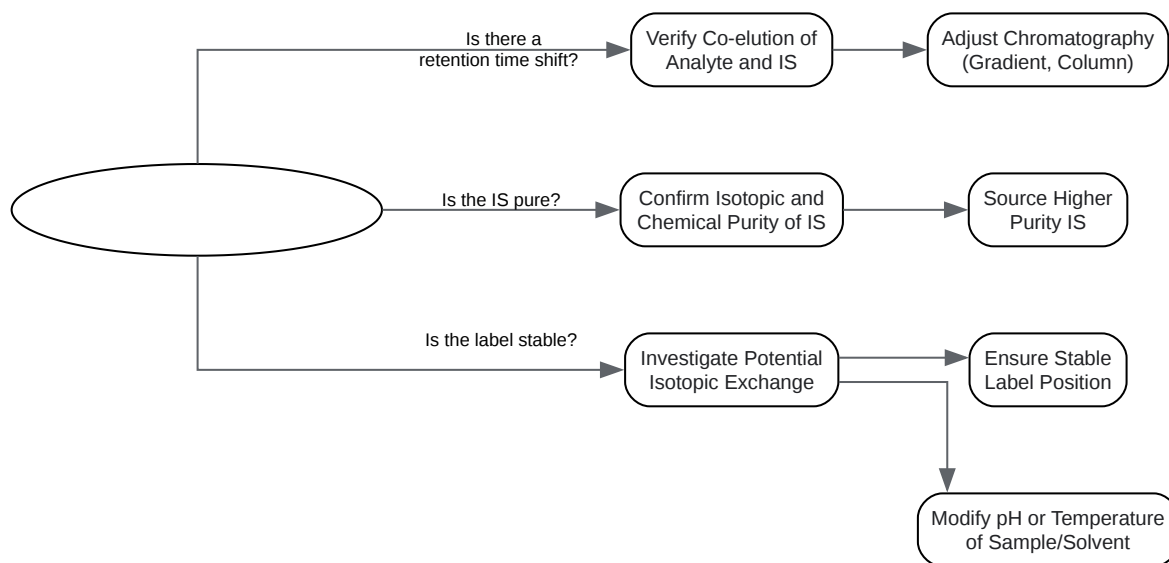 Is there a
retention time shift?
Verify Co-elution of
Analyte and IS
Adjust Chromatography
(Gradient, Column)
Is the IS pure?
Confirm Isotopic and
Chemical Purity of IS
Source Higher
Purity IS
Is the label stable?
Investigate Potential
Isotopic Exchange
Ensure Stable
Label Position
Modify pH or Temperature
of Sample/Solvent